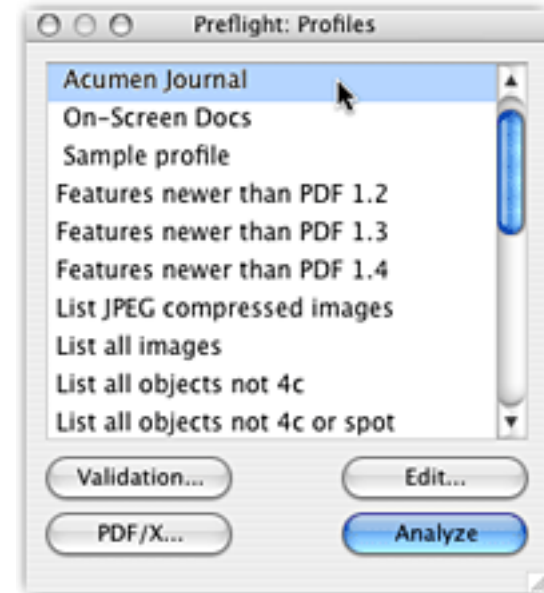 Preflight: Profiles
Acumen Journal
On-Screen Docs
Sample profile
Features newer than PDF 1.2
Features newer than PDF 1.3
Features newer than PDF 1.4
List JPEG compressed images
List all images
List all objects not 4c
List all objects not 4c or spot
Validation... Edit...
PDF/X... Analyze